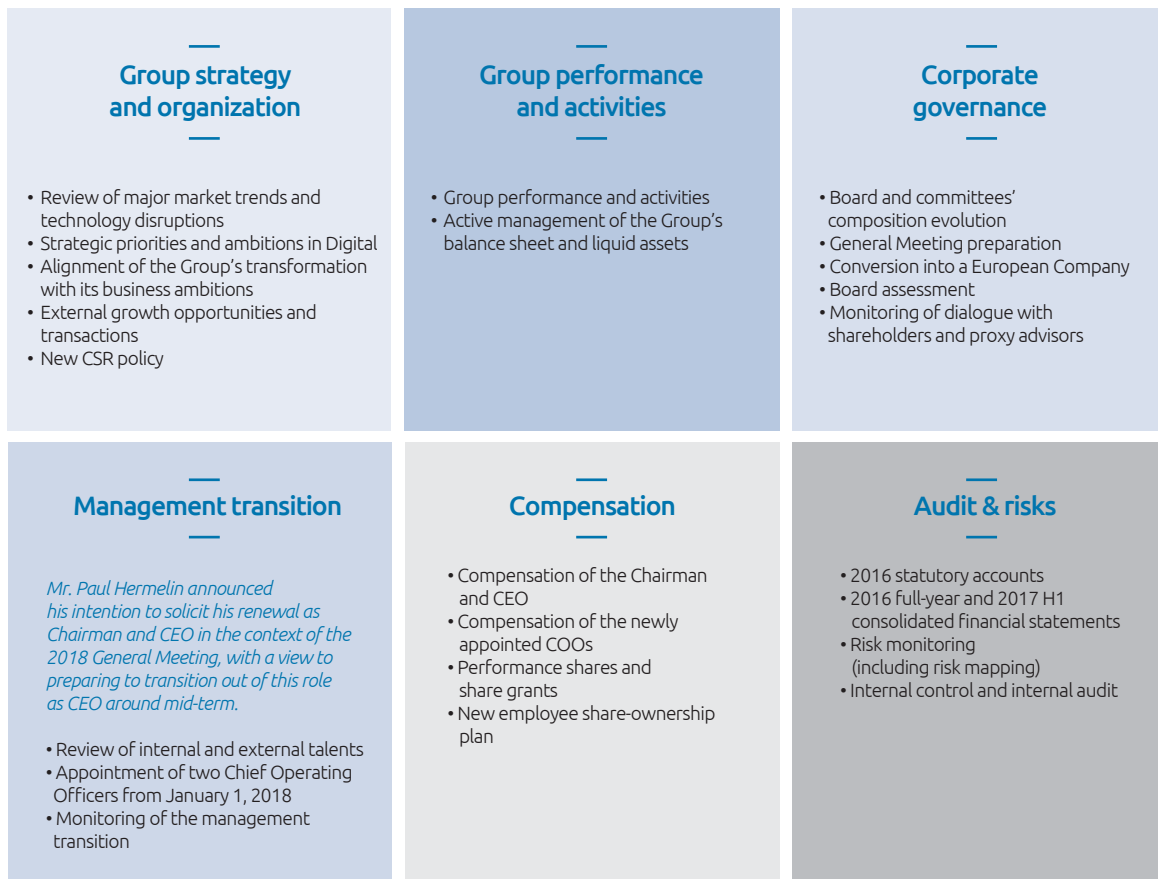 Group strategy
and organization
• Review of major market trends and
technology disruptions
• Strategic priorities and ambitions in Digital
• Alignment of the Group's transformation
with its business ambitions
• External growth opportunities and
transactions
• New CSR policy
Group performance
and activities
• Group performance and activities
• Active management of the Group's
balance sheet and liquid assets
Corporate
governance
• Board and committees'
composition evolution
• General Meeting preparation
• Conversion into a European Company
• Board assessment
• Monitoring of dialogue with
shareholders and proxy advisors
Management transition
Mr. Paul Hermelin announced
his intention to solicit his renewal as
Chairman and CEO in the context of the
2018 General Meeting, with a view to
preparing to transition out of this role
as CEO around mid-term.
• Review of internal and external talents
• Appointment of two Chief Operating
Officers from January 1, 2018
• Monitoring of the management
transition
Compensation
• Compensation of the Chairman
and CEO
• Compensation of the newly
appointed COOs
• Performance shares and
share grants
• New employee share-ownership
plan
Audit & risks
• 2016 statutory accounts
• 2016 full-year and 2017 H1
consolidated financial statements
• Risk monitoring
(including risk mapping)
• Internal control and internal audit